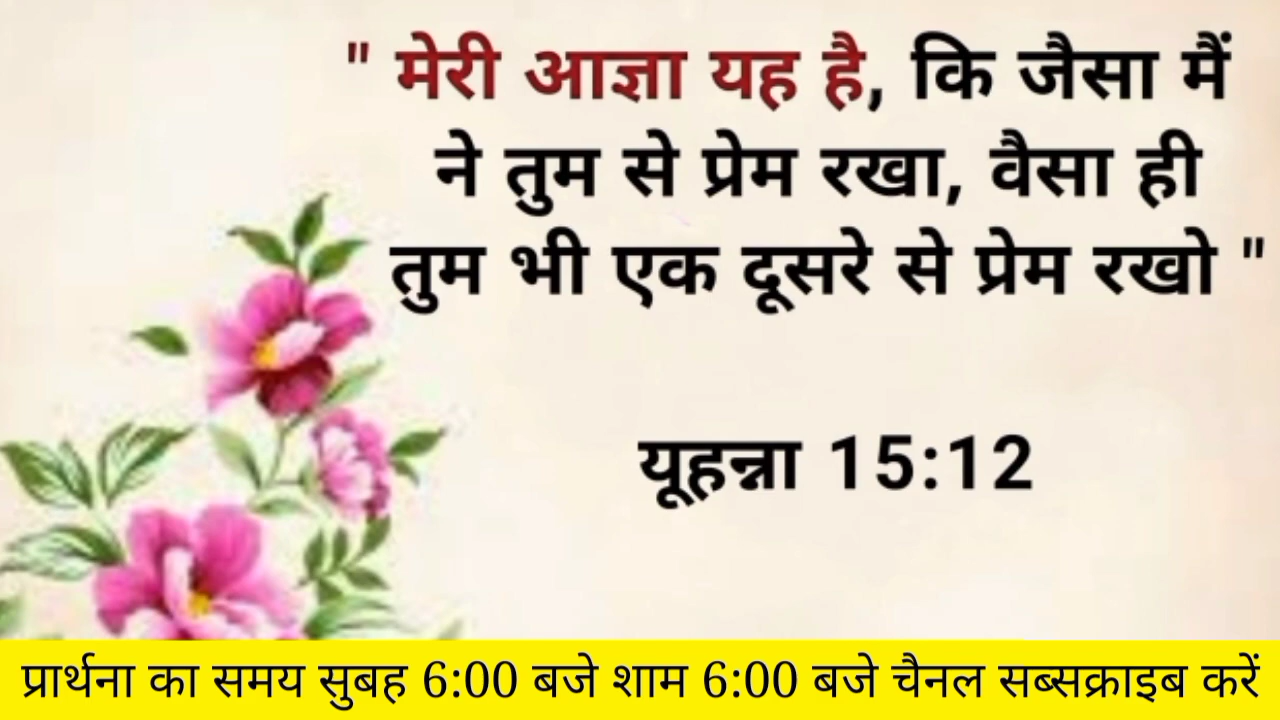 " मेरी आज्ञा यह है, कि जैसा मैं
ने तुम से प्रेम रखा, वैसा ही
तुम भी एक दूसरे से प्रेम रखो "
यूहन्ना 15:12
प्रार्थना का समय सुबह 6:00 बजे शाम 6:00 बजे चैनल सब्सक्राइब करें